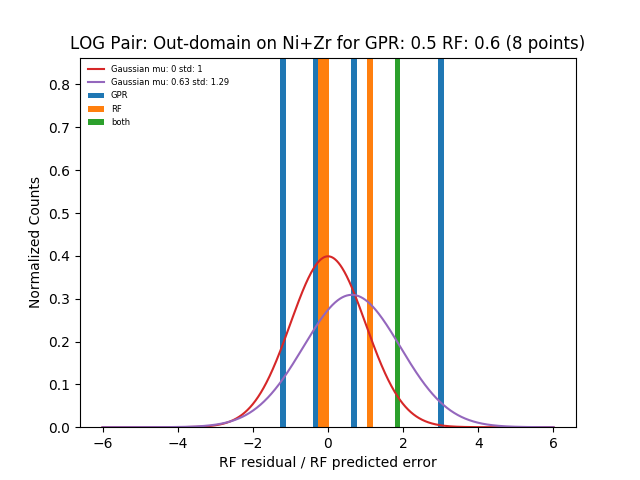 LOG Pair: Out-domain on Ni+Zr for GPR: 0.5 RF: 0.6 (8 points)
Gaussian mu: 0 std: 1
Gaussian mu: 0.63 std: 1.29
GPR
RF
both
0.8
0.7
0.6
0.5
0.4
0.3
0.2
0.1
0.0
Normalized Counts
−6 −4 −2 0 2 4 6
RF residual / RF predicted error